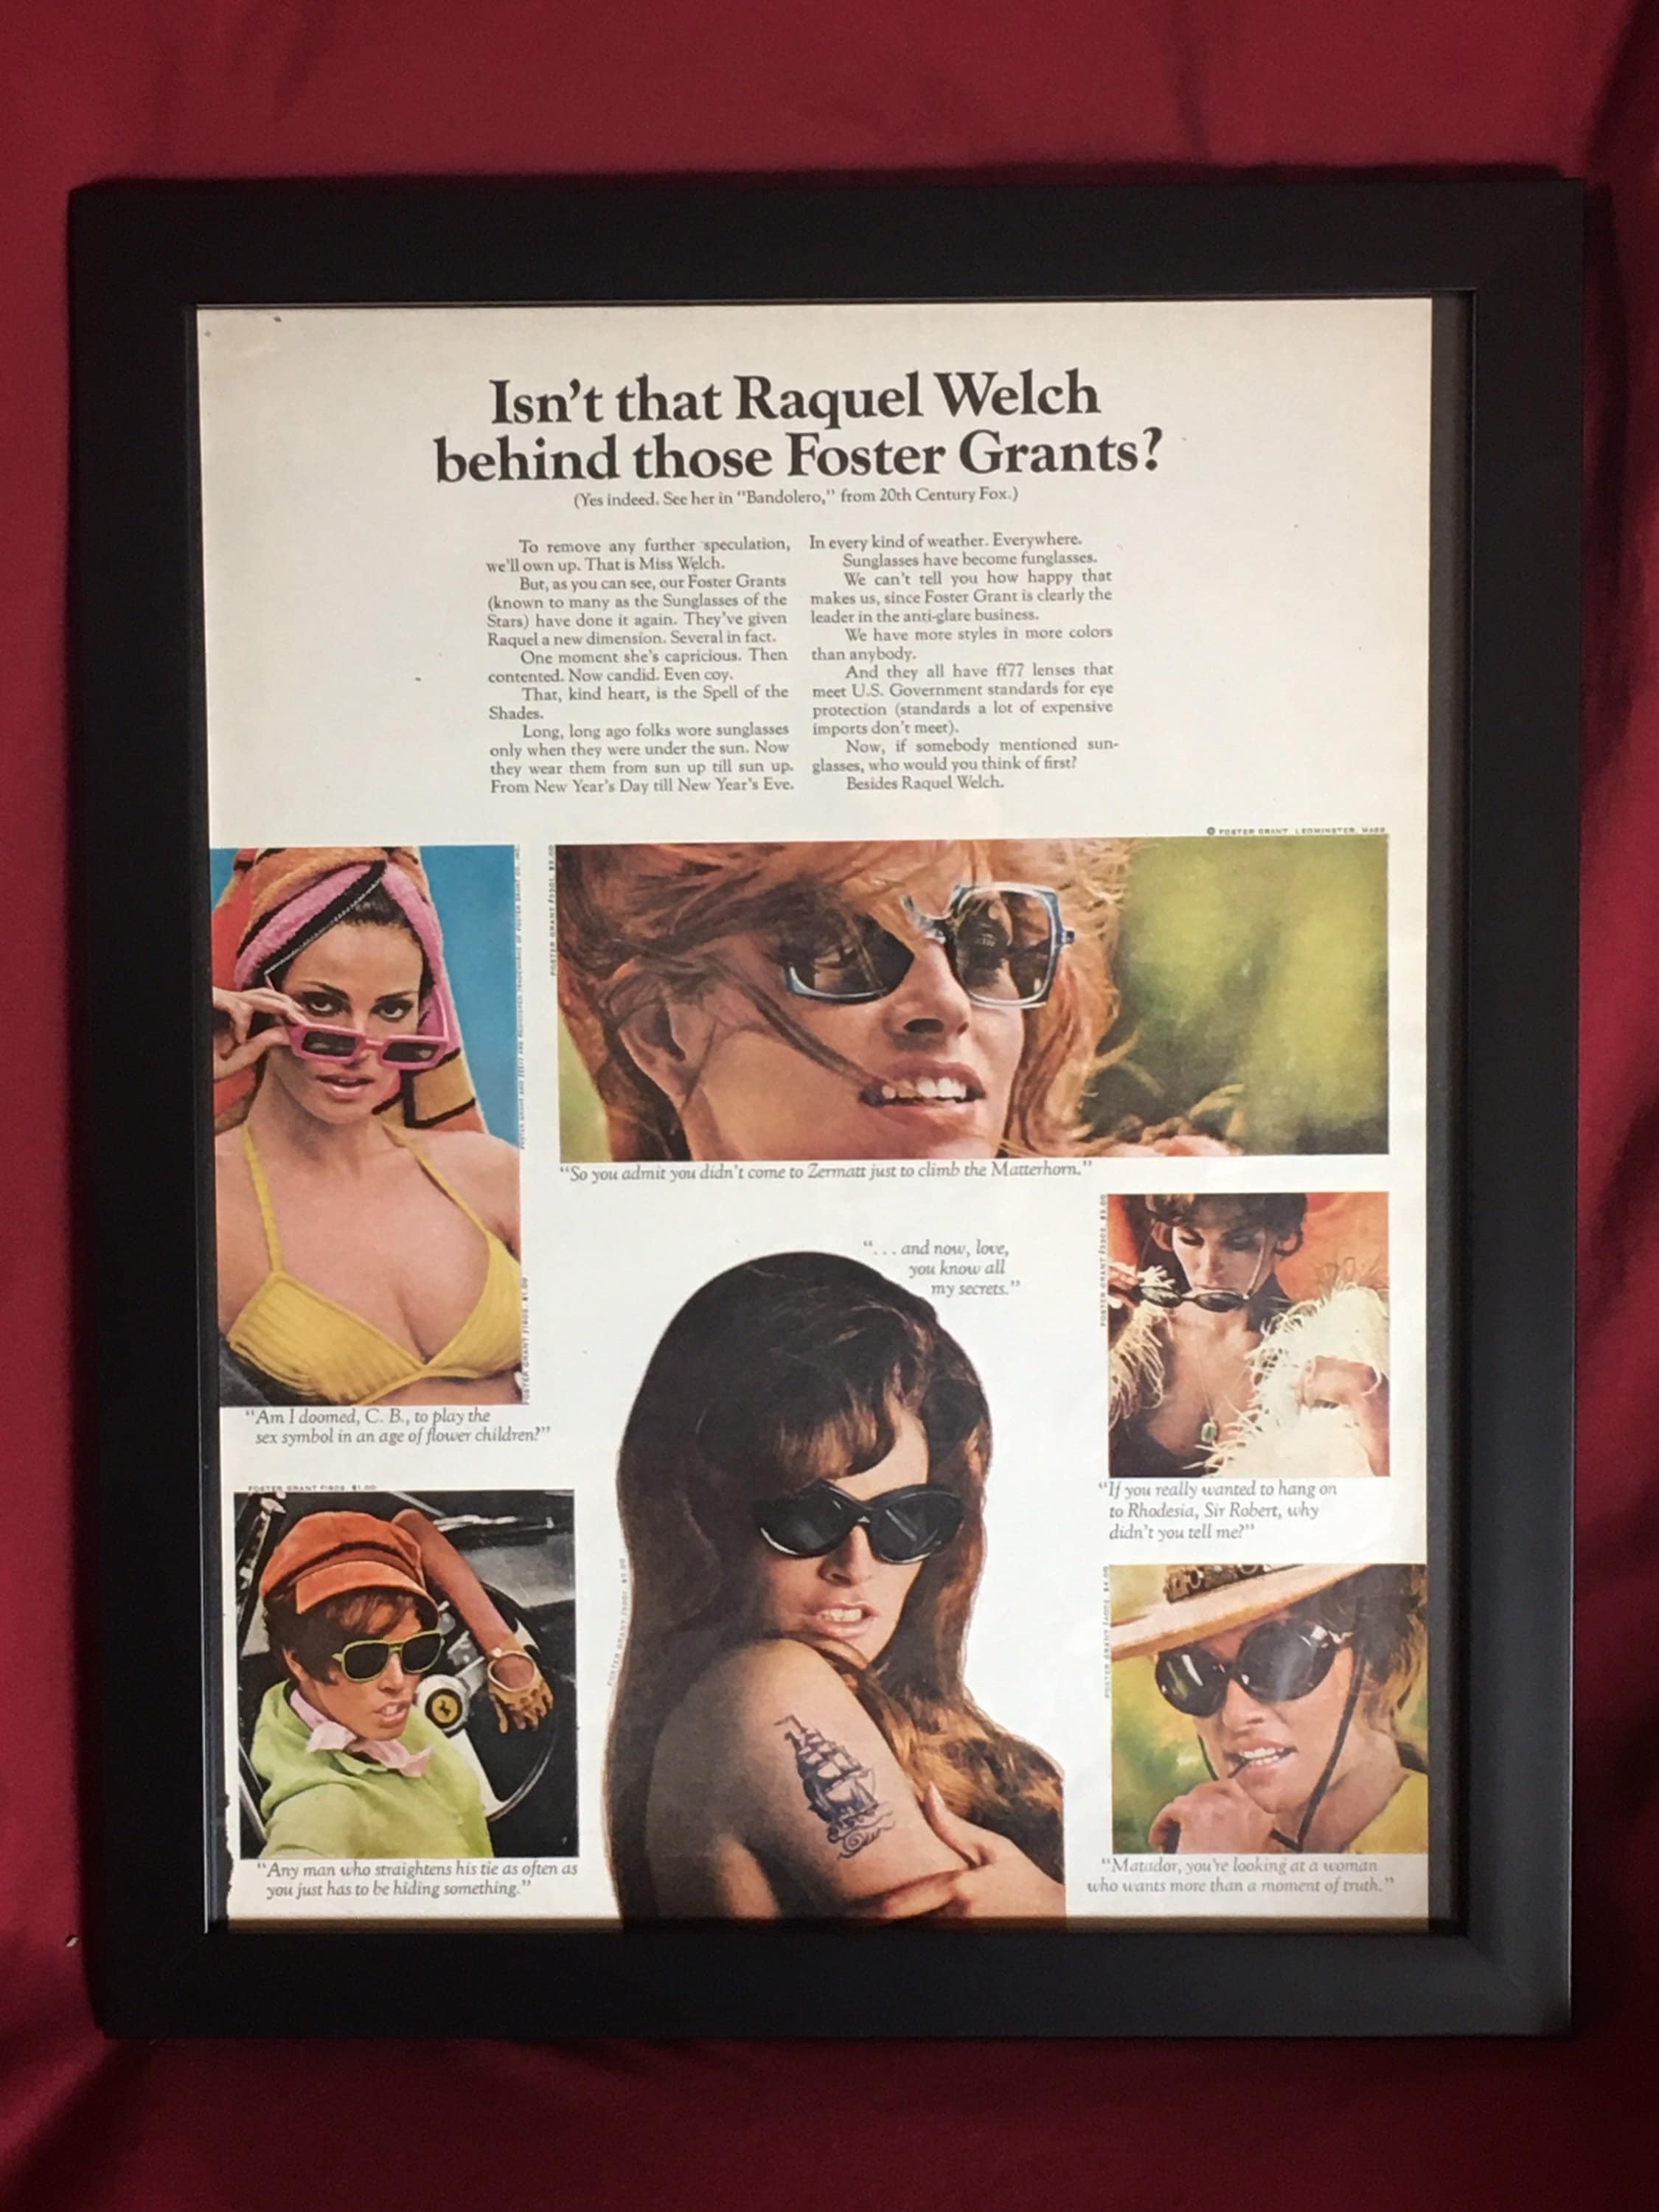 Isn't that Raquel Welch
behind those Foster Grants?
(Yes indeed. See her in "Bandolero," from 20th Century Fox.)
To remove any further speculation,
we'll own up. That is Miss Welch.
But, as you can see, our Foster Grants
(known to many as the Sunglasses of the
Stars) have done it again. They've given
Raquel a new dimension. Several in fact.
One moment she's capricious. Then
contented. Now candid. Even coy.
That, kind heart, is the Spell of the
Shades.
Long, long ago folks wore sunglasses
only when they were under the sun. Now
they wear them from sun up till sun up.
From New Year's Day till New Year's Eve.
In every kind of weather. Everywhere.
Sunglasses have become funglasses.
We can't tell you how happy that
makes us, since Foster Grant is clearly the
leader in the anti-glare business.
We have more styles in more colors
than anybody.
And they all have ff77 lenses that
meet U.S. Government standards for eye
protection (standards a lot of expensive
imports don't meet).
Now, if somebody mentioned sun-
glasses, who would you think of first?
Besides Raquel Welch.
© FOSTER GRANT LEOMINSTER, MASS
"So you admit you didn't come to Zermatt just to climb the Matterhorn."
"Am I doomed, C. B., to play the
sex symbol in an age of flower children?"
"... and now, love,
you know all
my secrets."
"If you really wanted to hang on
to Rhodesia, Sir Robert, why
didn't you tell me?"
FOSTER GRANT
"Any man who straightens his tie as often as
you just has to be hiding something."
"Matador, you're looking at a woman
who wants more than a moment of truth."